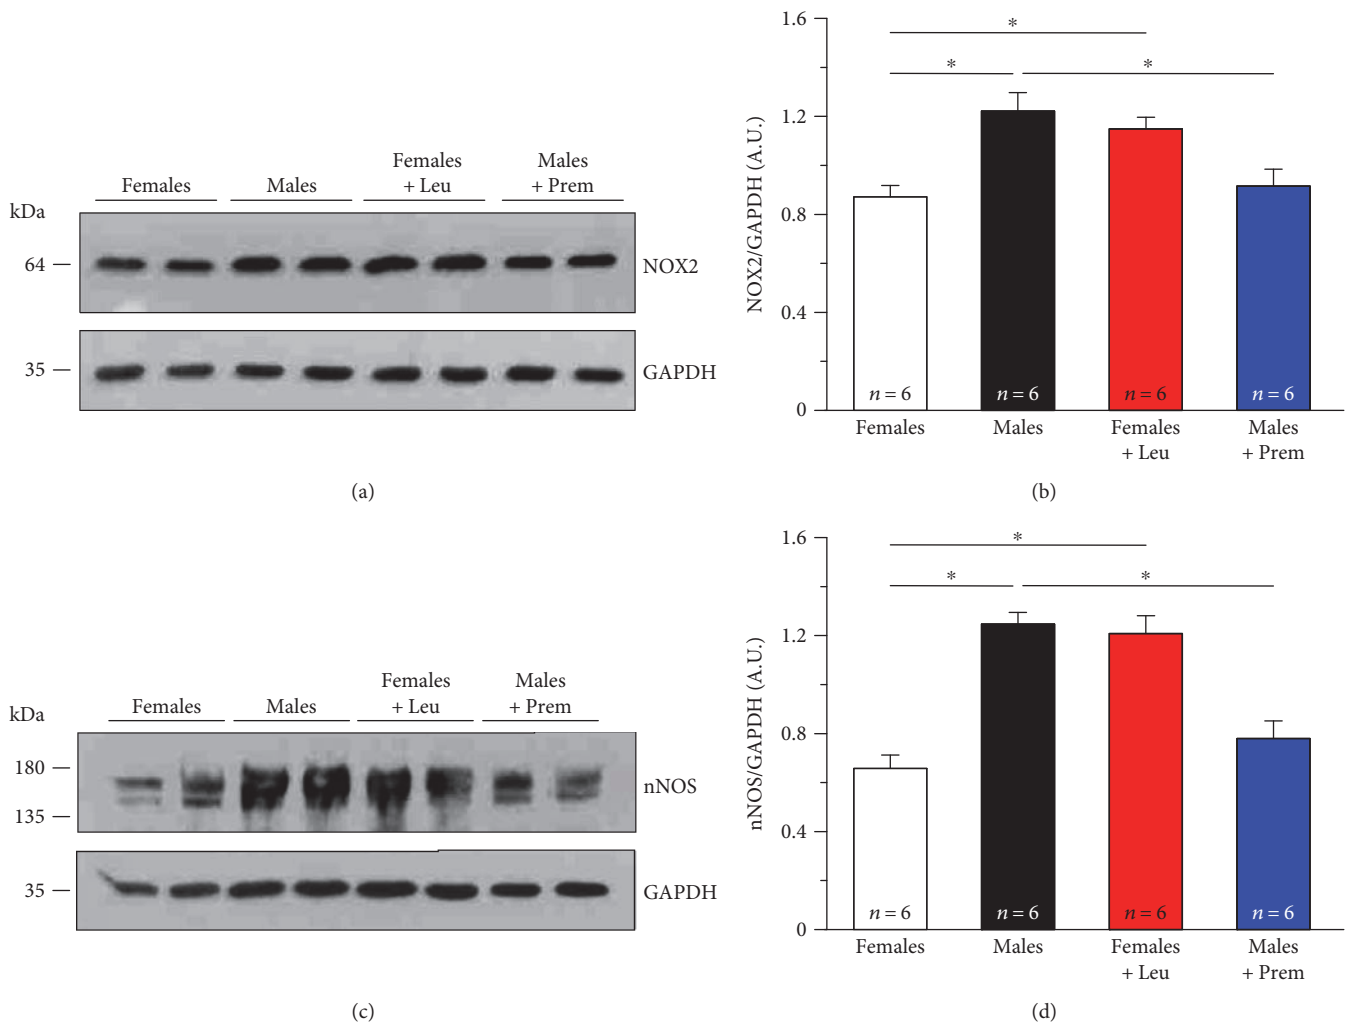 Females
Males
Females
+ Leu
Males
+ Prem
kDa
64
NOX2
35
GAPDH
(a)
NOX2/GAPDH (A.U.)
1.6
1.2
0.8
0.4
0
*
*
*
n = 6
n = 6
n = 6
n = 6
Females
Males
Females
+ Leu
Males
+ Prem
(b)
Females
Males
Females
+ Leu
Males
+ Prem
kDa
180
135
nNOS
35
GAPDH
(c)
nNOS/GAPDH (A.U.)
1.6
1.2
0.8
0.4
0
*
*
*
n = 6
n = 6
n = 6
n = 6
Females
Males
Females
+ Leu
Males
+ Prem
(d)